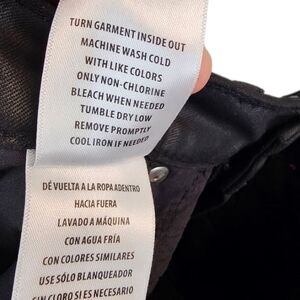 TURN GARMENT INSIDE OUT
MACHINE WASH COLD
WITH LIKE COLORS
ONLY NON-CHLORINE
BLEACH WHEN NEEDED
TUMBLE DRY LOW
REMOVE PROMPTLY
COOL IRON IF NEEDED
DÉ VUELTA A LA ROPA ADENTRO
HACIA FUERA
LAVADO A MÁQUINA
CON AGUA FRÍA
CON COLORES SIMILARES
USE SÓLO BLANQUEADOR
SIN CLORO SI ES NECESARIO